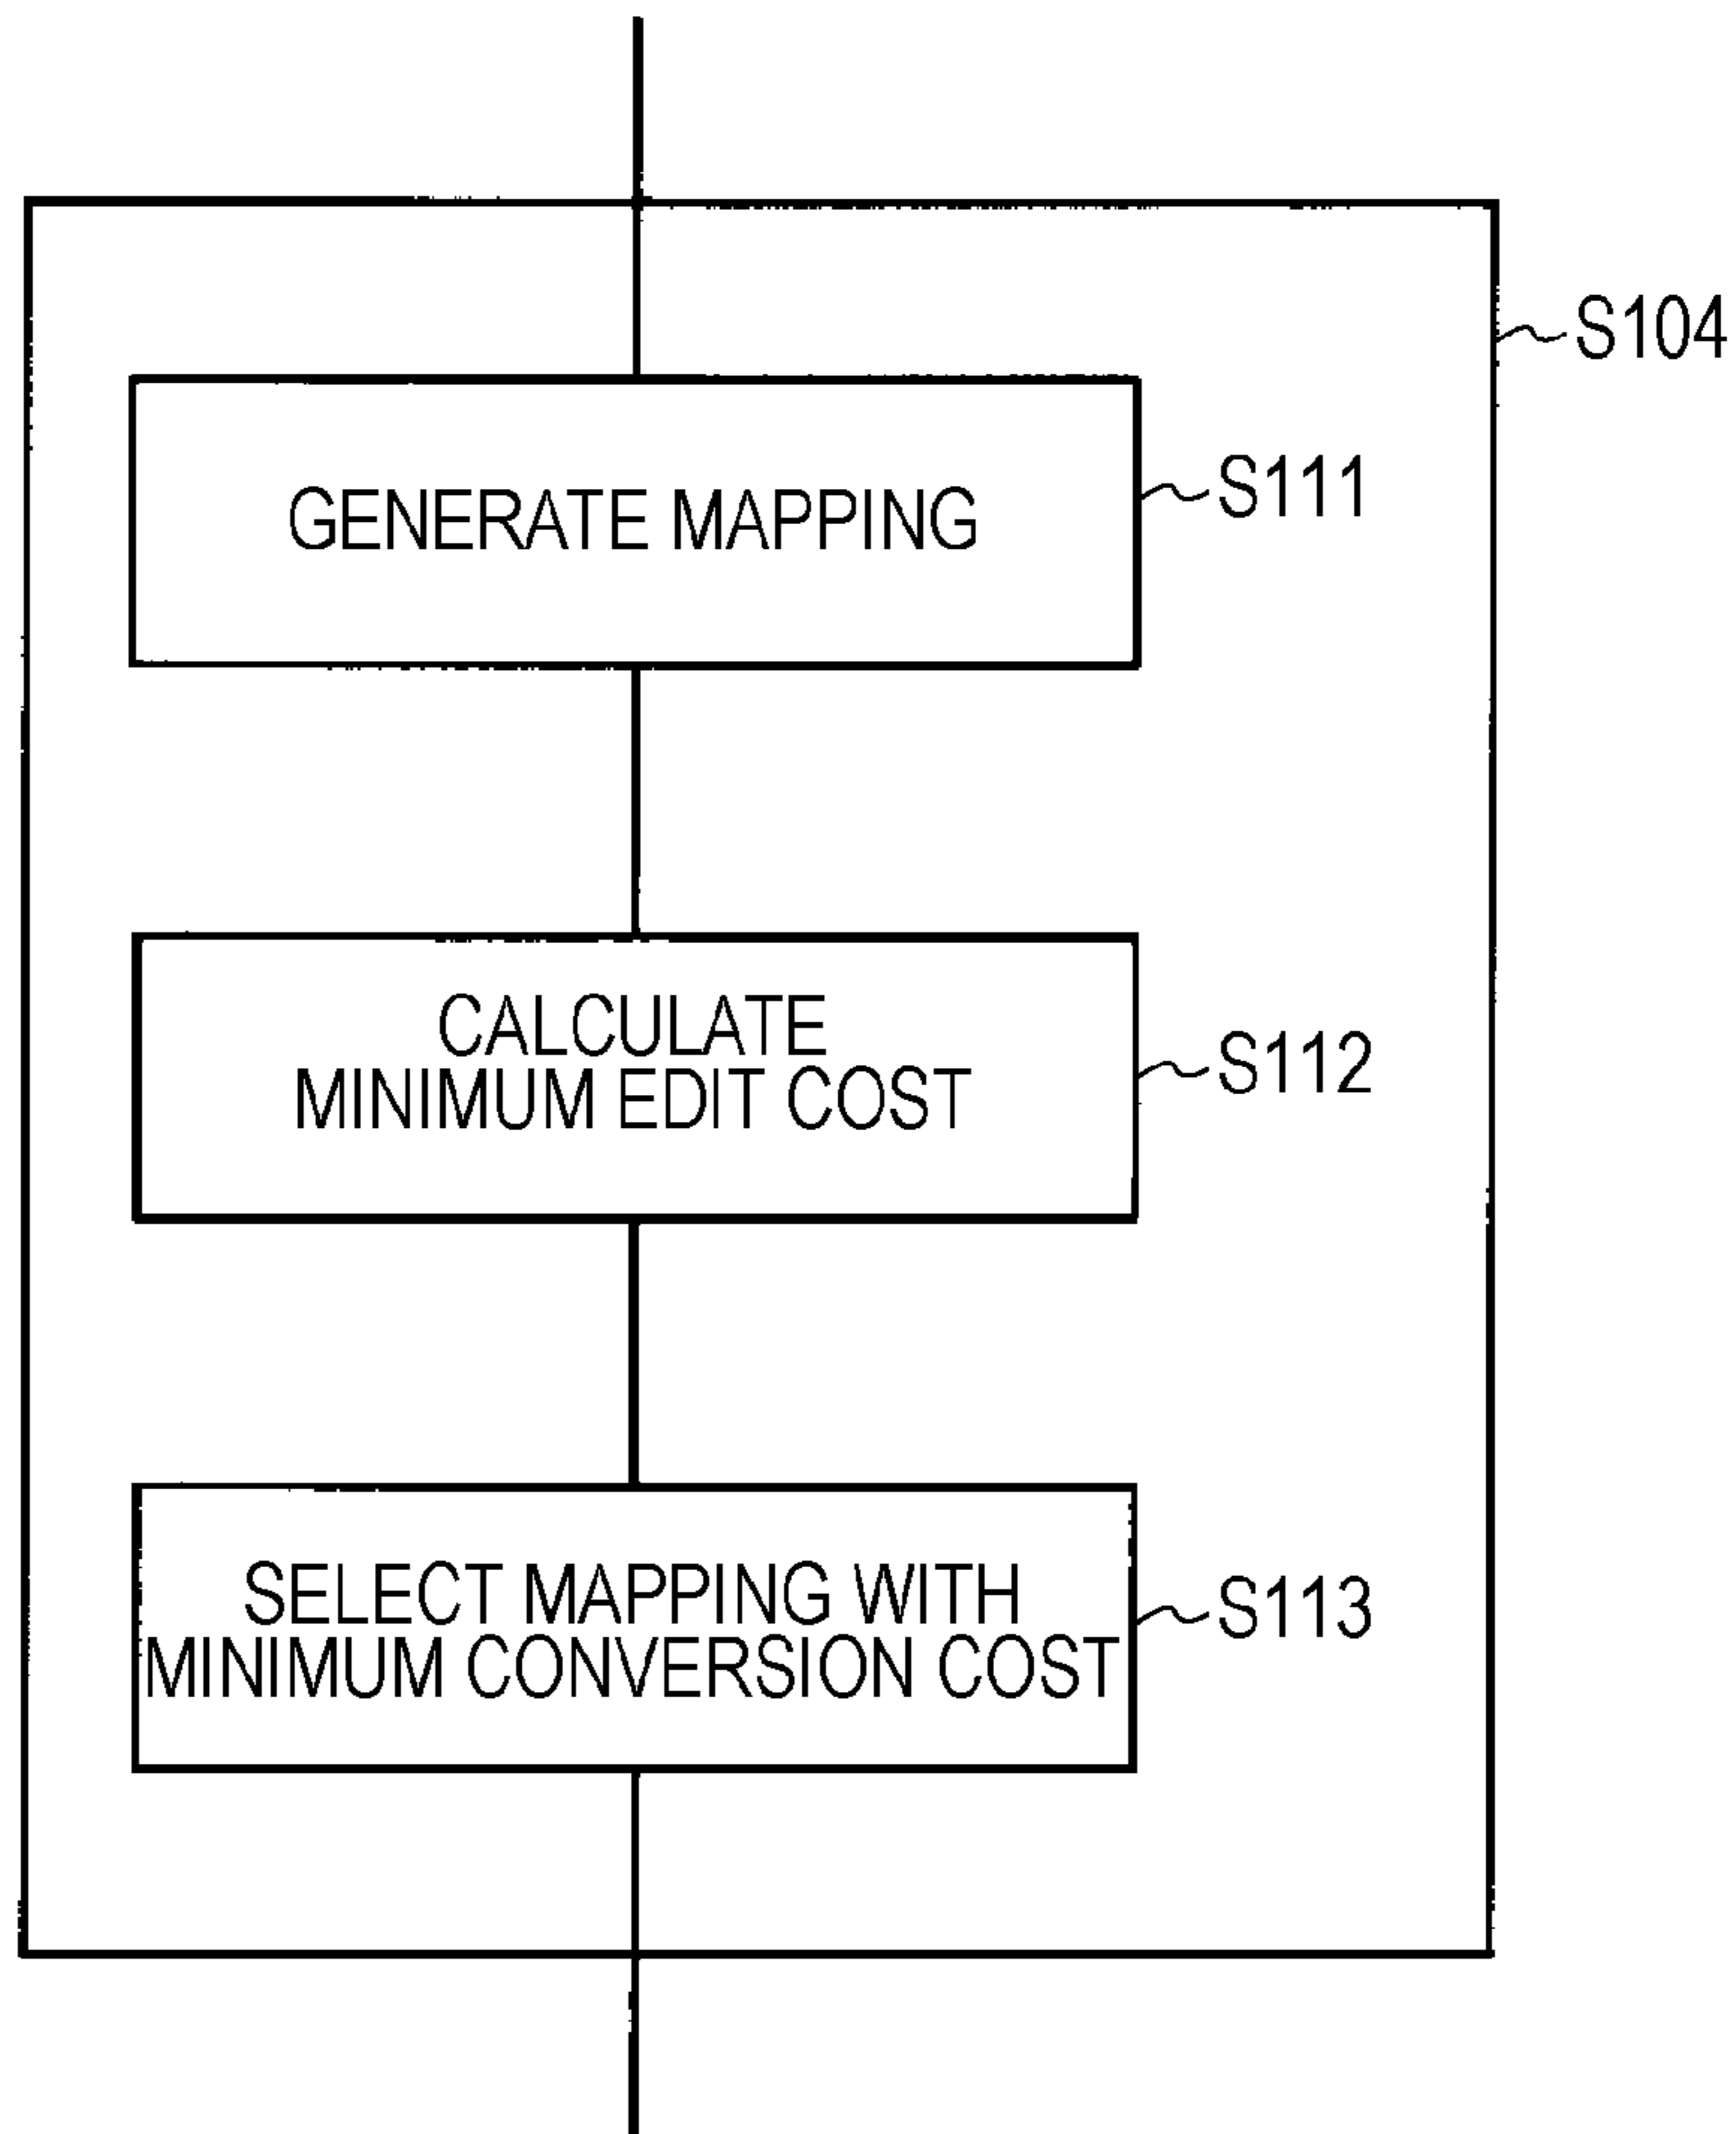 S104
GENERATE MAPPING
S111
CALCULATE
MINIMUM EDIT COST
S112
SELECT MAPPING WITH
MINIMUM CONVERSION COST
S113